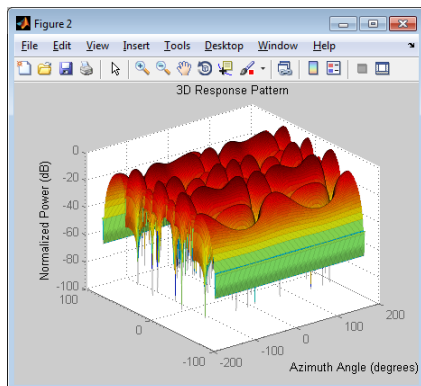 Figure 2
File Edit View Insert Tools Desktop Window Help
3D Response Pattern
Normalized Power (dB)
0
-20
-40
-60
-80
-100
100
0
-100
-200
-100
0
100
200
Azimuth Angle (degrees)